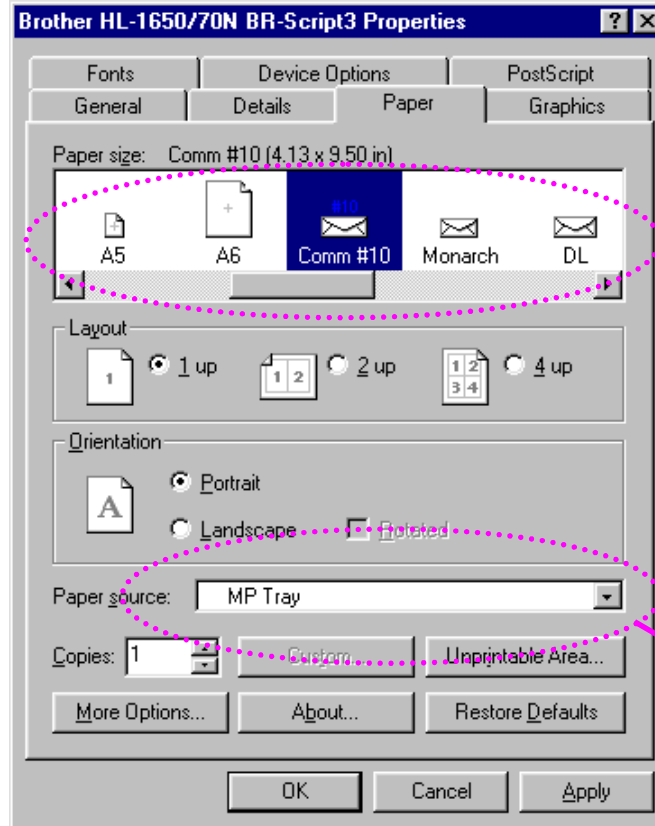 Brother HL-1650/70N BR-Script3 Properties
Fonts Device Options PostScript
General Details Paper Graphics
Paper size: Comm #10 (4.13 x 9.50 in)
#10
A5 A6 Comm #10 Monarch DL
Layout
1 1 up 1 2 2 up 1 2 3 4 4 up
Orientation
A Portrait
Landscape Rotated
Paper source: MP Tray
Copies: 1 Custom... Unprintable Area...
More Options... About... Restore Defaults
OK Cancel Apply